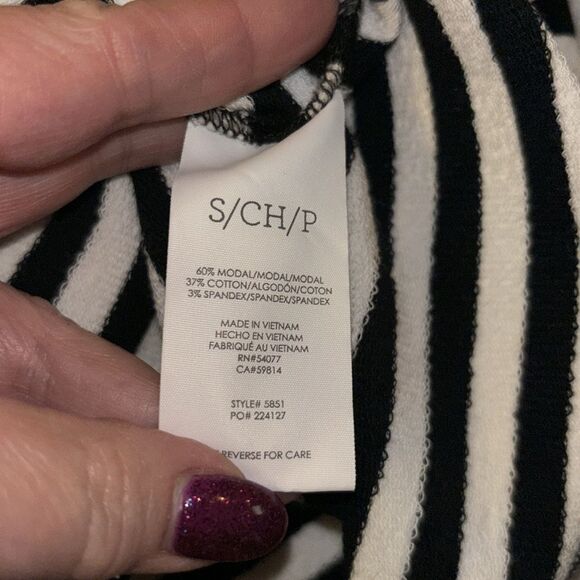 S/CH/P
60% MODAL/MODAL/MODAL
37% COTTON/ALGODÓN/COTON
3% SPANDEX/SPANDEX/SPANDEX
MADE IN VIETNAM
HECHO EN VIETNAM
FABRIQUÉ AU VIETNAM
RN#54077
CA#59814
STYLE# 5851
PO# 224127
REVERSE FOR CARE